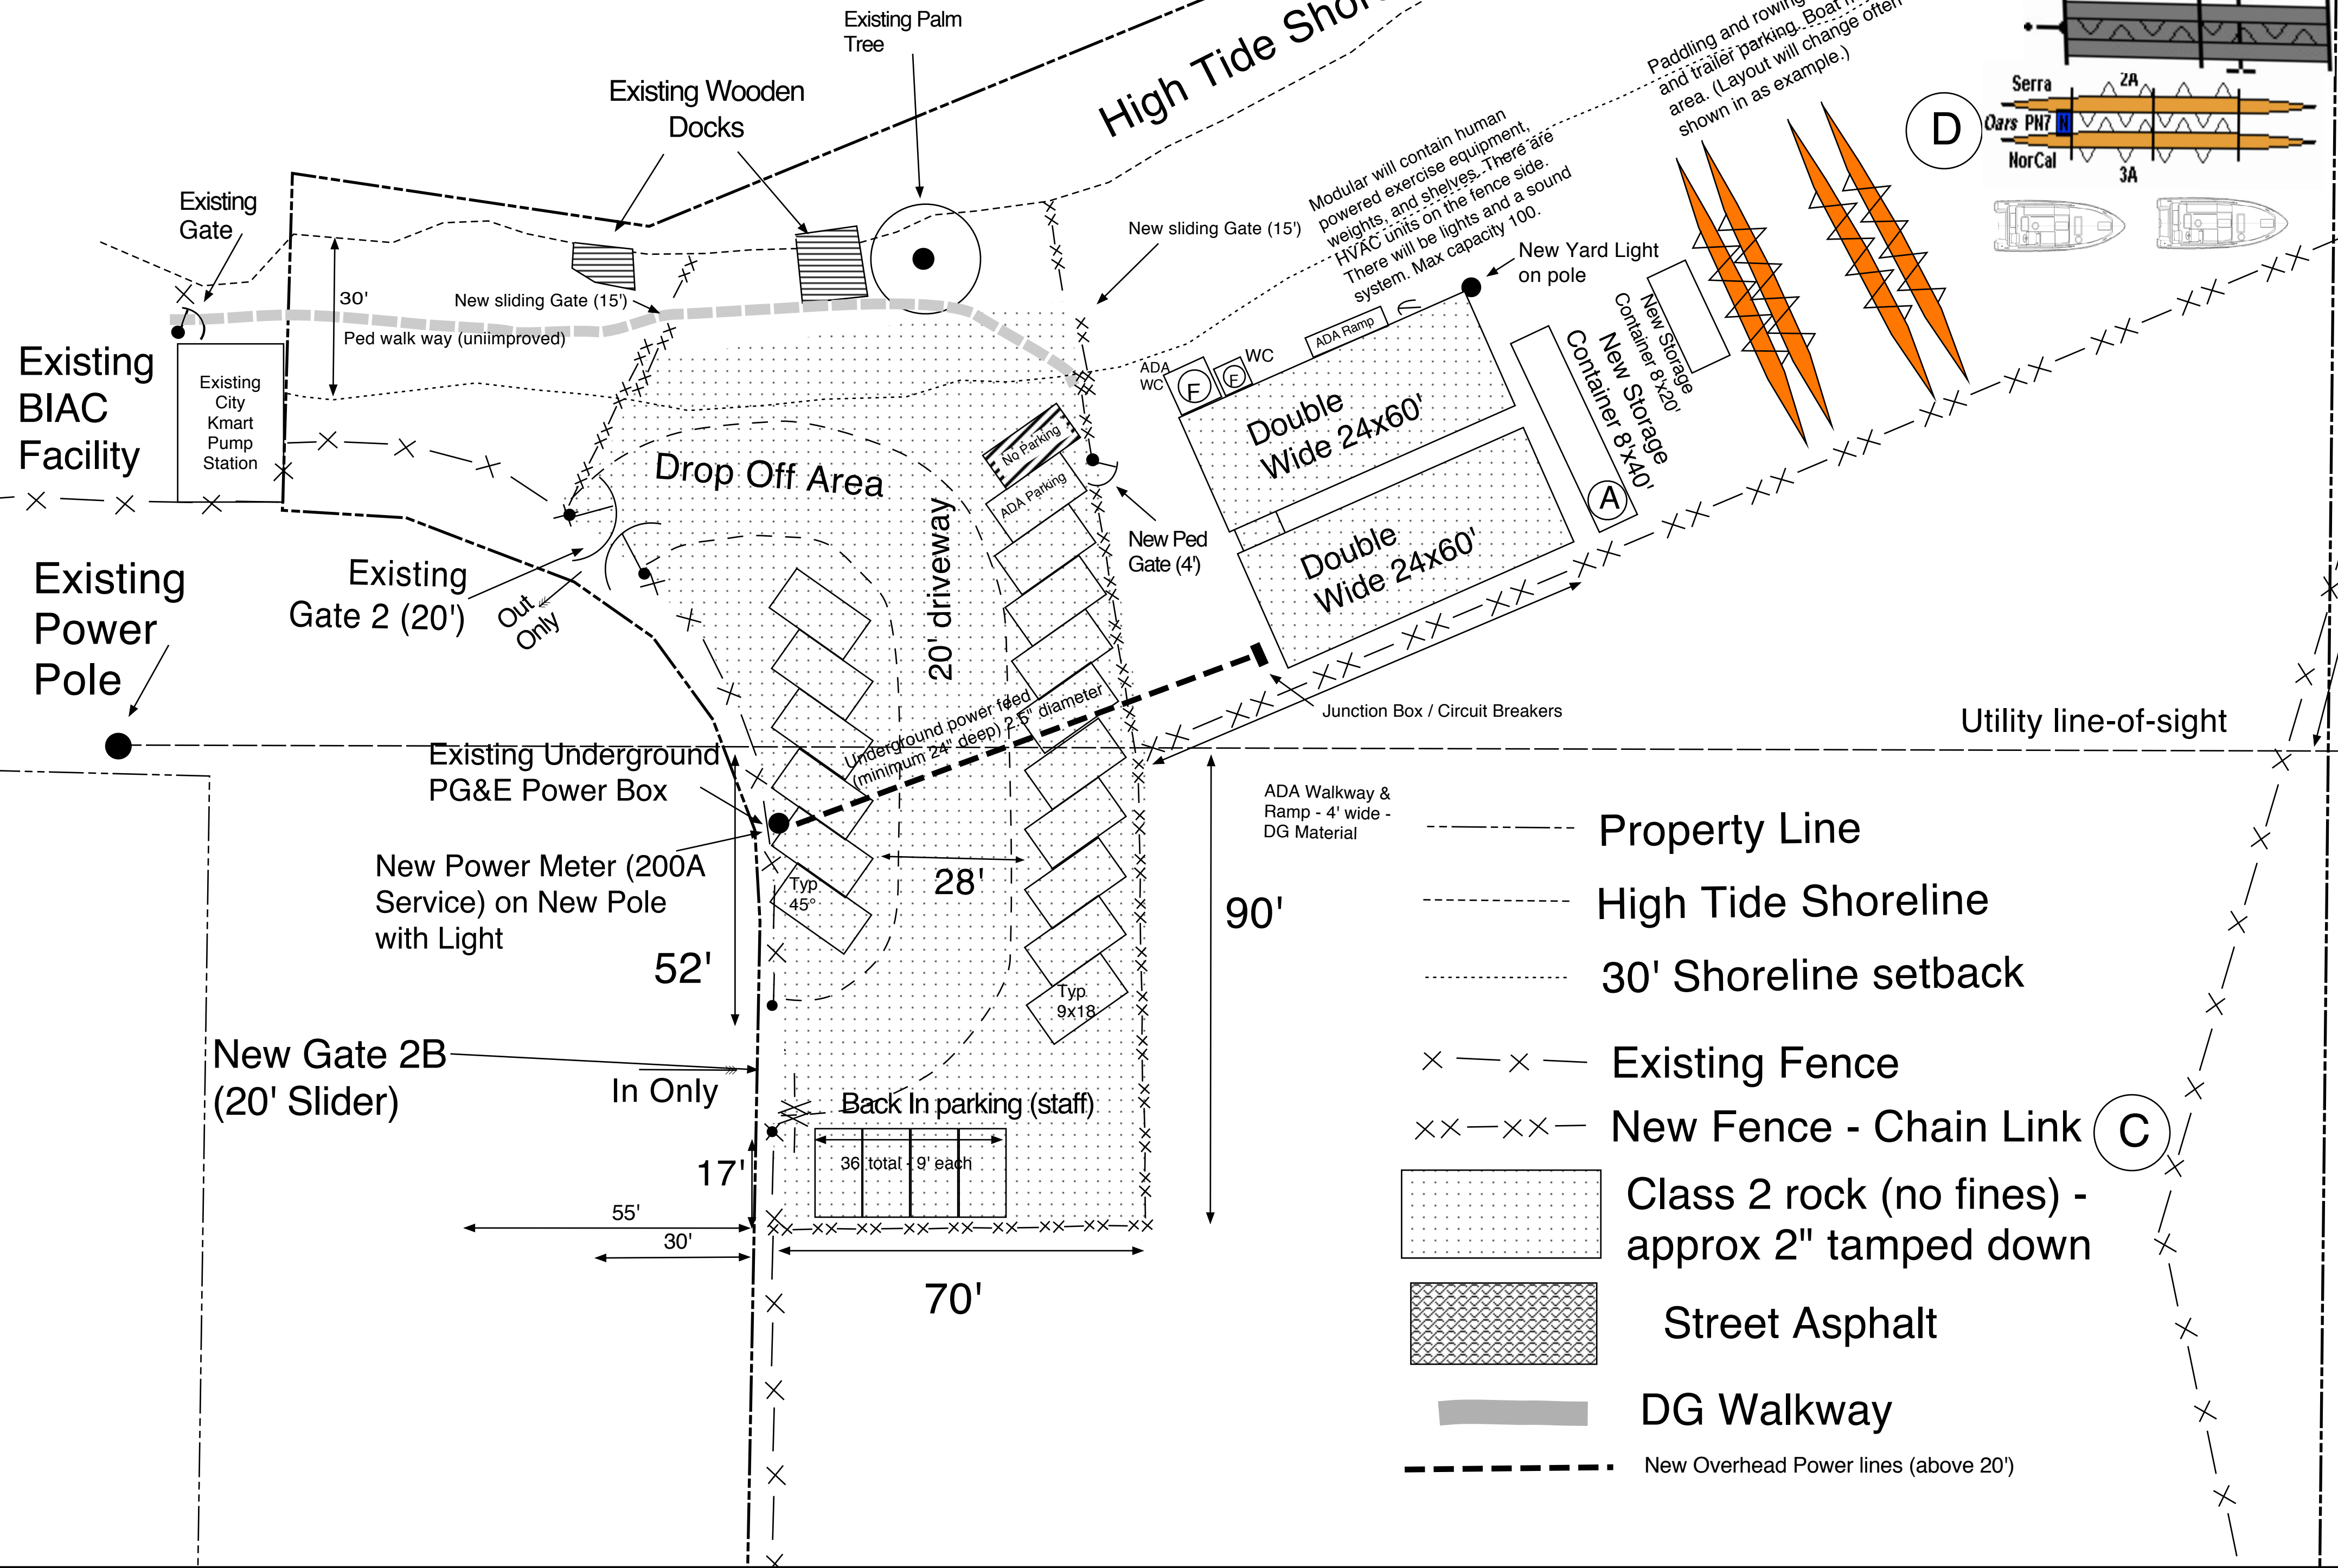 Existing Palm
Tree
High Tide
Paddling and rowing
and trailer parking. Boat
area. (Layout will change often
shown in as example.)
Serra
2A
D
Oars PN7
N
NorCal
3A
Existing Wooden
Docks
Existing
Gate
30'
New sliding Gate (15')
Ped walk way (uniimproved)
New sliding Gate (15')
Modular will contain human
powered exercise equipment,
weights, and shelves. There are
HVAC units on the fence side.
There will be lights and a sound
system. Max capacity 100.
New Yard Light
on pole
ADA Ramp
ADA
WC
F
WC
F
Existing
BIAC
Facility
Existing
City
Kmart
Pump
Station
Drop Off Area
No Parking
ADA Parking
20' driveway
Double
Wide 24x60'
Double
Wide 24x60'
New Storage
Container 8'x40'
A
New Storage
Container 8'x20'
New Ped
Gate (4')
Existing
Gate 2 (20')
Out
Only
Existing
Power
Pole
Underground power feed
(minimum 24" deep) 2.5" diameter
Junction Box / Circuit Breakers
Utility line-of-sight
Existing Underground
PG&E Power Box
New Power Meter (200A
Service) on New Pole
with Light
Typ
45°
28'
52'
90'
ADA Walkway &
Ramp - 4' wide -
DG Material
Typ
9x18
New Gate 2B
(20' Slider)
In Only
Back In parking (staff)
36' total - 9' each
17'
55'
30'
70'
Property Line
High Tide Shoreline
30' Shoreline setback
Existing Fence
New Fence - Chain Link
C
Class 2 rock (no fines) -
approx 2" tamped down
Street Asphalt
DG Walkway
New Overhead Power lines (above 20')